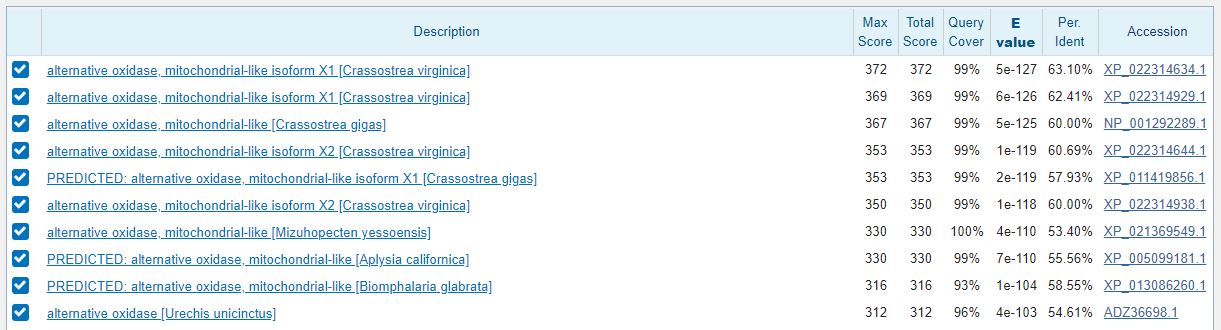 Description Max Score Total Score Query Cover E value Per. Ident Accession
alternative oxidase, mitochondrial-like isoform X1 [Crassostrea virginica] 372 372 99% 5e-127 63.10% XP_022314634.1
alternative oxidase, mitochondrial-like isoform X1 [Crassostrea virginica] 369 369 99% 6e-126 62.41% XP_022314929.1
alternative oxidase, mitochondrial-like [Crassostrea gigas] 367 367 99% 5e-125 60.00% NP_001292289.1
alternative oxidase, mitochondrial-like isoform X2 [Crassostrea virginica] 353 353 99% 1e-119 60.69% XP_022314644.1
PREDICTED: alternative oxidase, mitochondrial-like isoform X1 [Crassostrea gigas] 353 353 99% 2e-119 57.93% XP_011419856.1
alternative oxidase, mitochondrial-like isoform X2 [Crassostrea virginica] 350 350 99% 1e-118 60.00% XP_022314938.1
alternative oxidase, mitochondrial-like [Mizuhopecten yessoensis] 330 330 100% 4e-110 53.40% XP_021369549.1
PREDICTED: alternative oxidase, mitochondrial-like [Aplysia californica] 330 330 99% 7e-110 55.56% XP_005099181.1
PREDICTED: alternative oxidase, mitochondrial-like [Biomphalaria glabrata] 316 316 93% 1e-104 58.55% XP_013086260.1
alternative oxidase [Urechis unicinctus] 312 312 96% 4e-103 54.61% ADZ36698.1